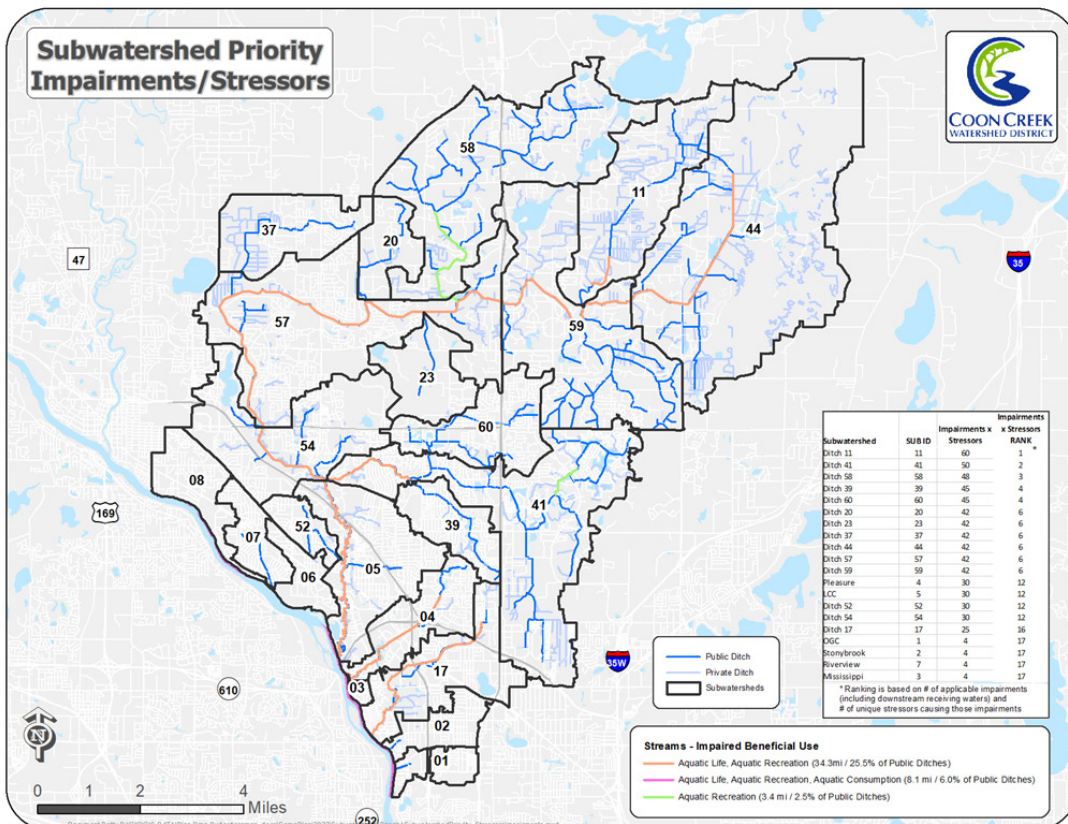 Subwatershed Priority
Impairments/Stressors
COON CREEK
WATERSHED DISTRICT
58
11
37
20
44
47
35
57
59
23
60
54
08
41
169
39
52
07
05
06
04
35W
17
03
610
02
01
252
N
0 1 2 4
Miles
Impairments
Impairments x x Stressors
Subwatershed SUB ID Stressors RANK *
Ditch 11 11 60 1
Ditch 41 41 50 2
Ditch 58 58 48 3
Ditch 39 39 45 4
Ditch 60 60 45 4
Ditch 20 20 42 6
Ditch 23 23 42 6
Ditch 37 37 42 6
Ditch 44 44 42 6
Ditch 57 57 42 6
Ditch 59 59 42 6
Pleasure 4 30 12
LCC 5 30 12
Ditch 52 52 30 12
Ditch 54 54 30 12
Ditch 17 17 25 16
OGC 1 4 17
Stonybrook 2 4 17
Riverview 7 4 17
Mississippi 3 4 17
* Ranking is based on # of applicable impairments
(including downstream receiving waters) and
# of unique stressors causing those impairments
Public Ditch
Private Ditch
Subwatersheds
Streams - Impaired Beneficial Use
Aquatic Life, Aquatic Recreation (34.3mi / 25.5% of Public Ditches)
Aquatic Life, Aquatic Recreation, Aquatic Consumption (8.1 mi / 6.0% of Public Ditches)
Aquatic Recreation (3.4 mi / 2.5% of Public Ditches)